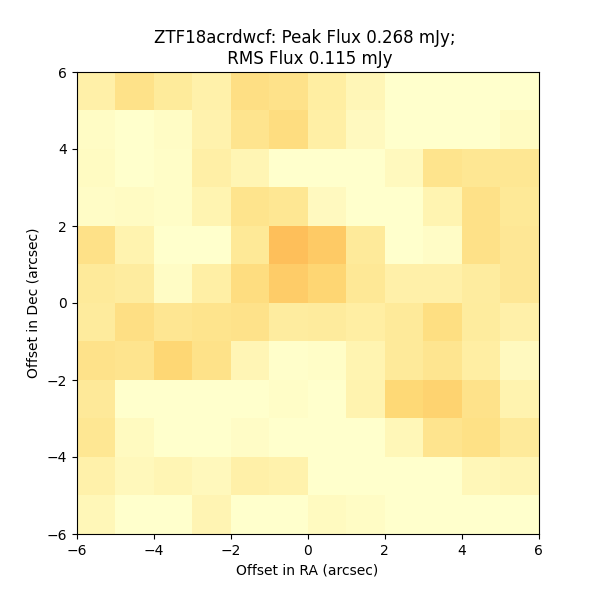 ZTF18acrdwcf: Peak Flux 0.268 mJy;
RMS Flux 0.115 mJy
6
4
2
0
−2
−4
−6
Offset in Dec (arcsec)
−6 −4 −2 0 2 4 6
Offset in RA (arcsec)